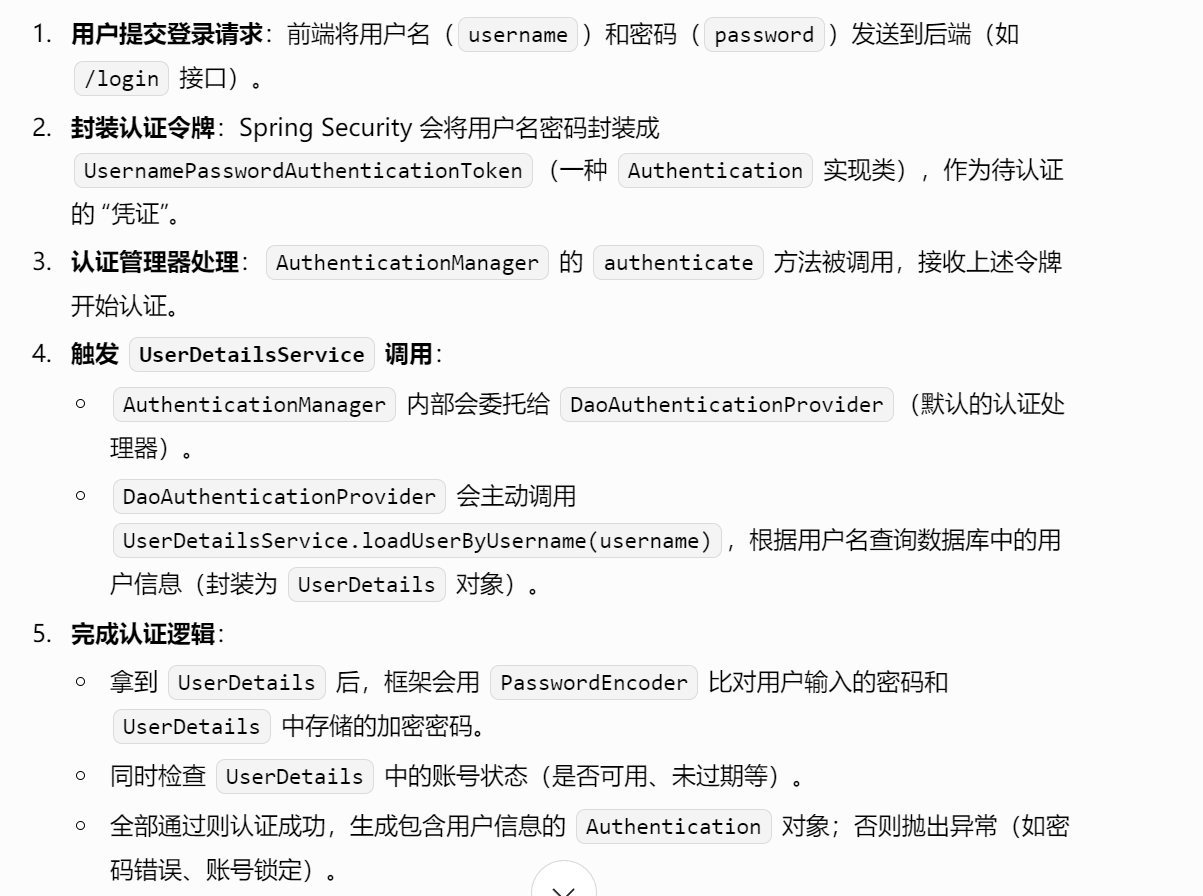 1. 用户提交登录请求：前端将用户名（username）和密码（password）发送到后端（如
/login 接口）。
2. 封装认证令牌：Spring Security 会将用户名密码封装成
UsernamePasswordAuthenticationToken（一种 Authentication 实现类），作为待认证
的 “凭证”。
3. 认证管理器处理：AuthenticationManager 的 authenticate 方法被调用，接收上述令牌
开始认证。
4. 触发 UserDetailsService 调用：
○ AuthenticationManager 内部会委托给 DaoAuthenticationProvider（默认的认证处
理器）。
○ DaoAuthenticationProvider 会主动调用
UserDetailsService.loadUserByUsername(username)，根据用户名查询数据库中的用
户信息（封装为 UserDetails 对象）。
5. 完成认证逻辑：
○ 拿到 UserDetails 后，框架会用 PasswordEncoder 比对用户输入的密码和
UserDetails 中存储的加密密码。
○ 同时检查 UserDetails 中的账号状态（是否可用、未过期等）。
○ 全部通过则认证成功，生成包含用户信息的 Authentication 对象；否则抛出异常（如密
码错误、账号锁定）。